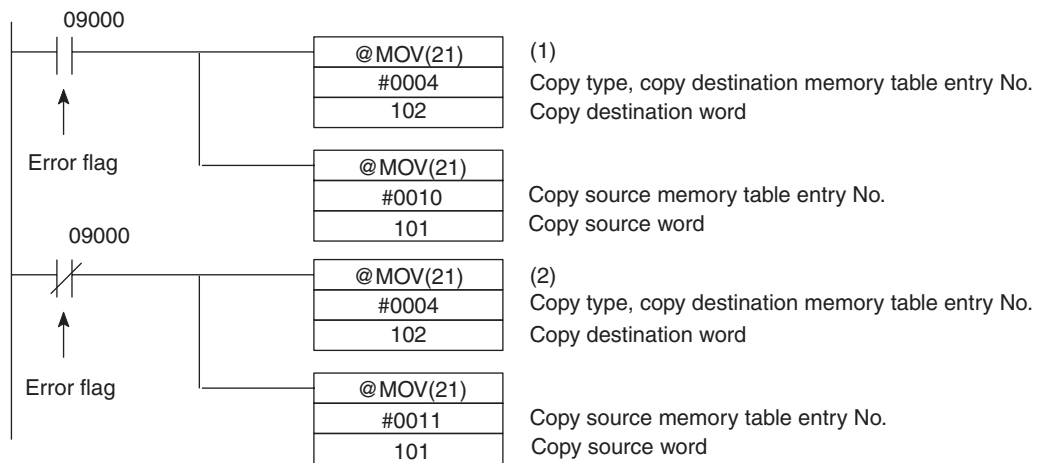 09000
@MOV(21) (1)
#0004 Copy type, copy destination memory table entry No.
102 Copy destination word
Error flag
@MOV(21)
#0010 Copy source memory table entry No.
101 Copy source word
09000
@MOV(21) (2)
#0004 Copy type, copy destination memory table entry No.
102 Copy destination word
Error flag
@MOV(21)
#0011 Copy source memory table entry No.
101 Copy source word